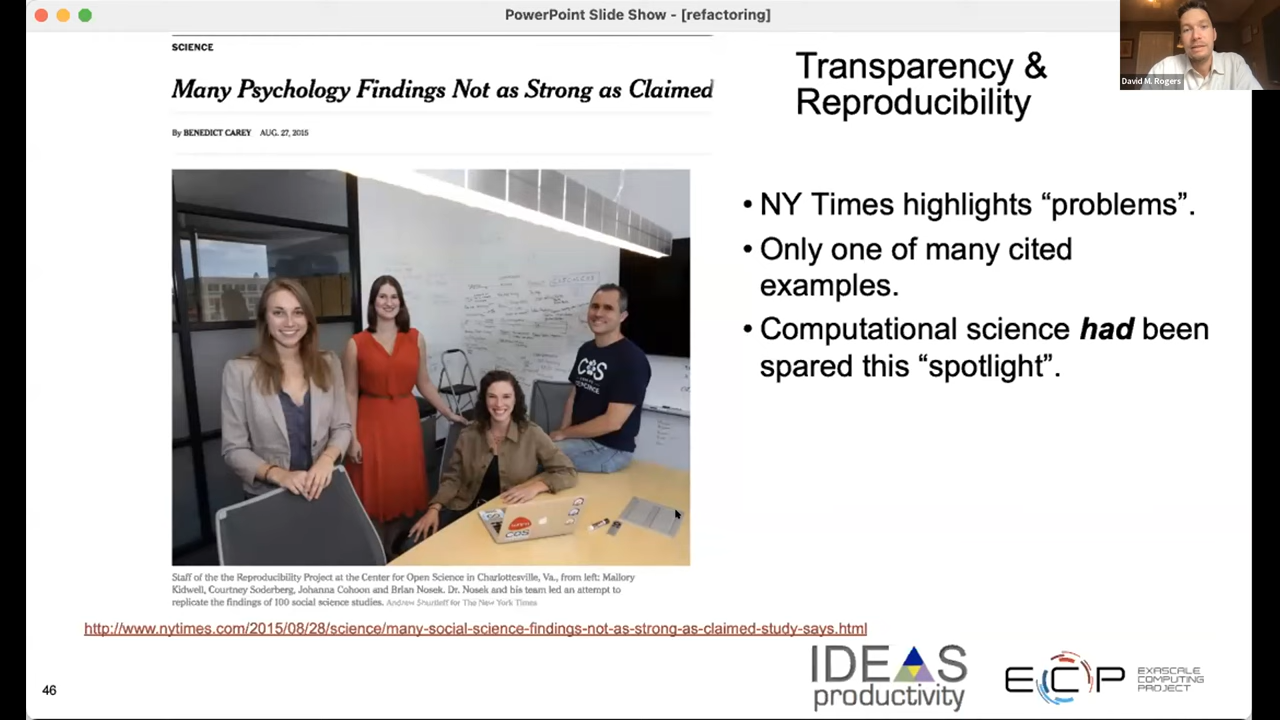 PowerPoint Slide Show - [refactoring]
David M. Rogers
SCIENCE
Many Psychology Findings Not as Strong as Claimed
By BENEDICT CAREY AUG. 27, 2015
Transparency &
Reproducibility
• NY Times highlights “problems”.
• Only one of many cited
examples.
• Computational science had been
spared this “spotlight”.
COS
COS
Staff of the the Reproducibility Project at the Center for Open Science in Charlottesville, Va., from left: Mallory
Kidwell, Courtney Soderberg, Johanna Cohoon and Brian Nosek. Dr. Nosek and his team led an attempt to
replicate the findings of 100 social science studies. Andrew Shurtleff for The New York Times
http://www.nytimes.com/2015/08/28/science/many-social-science-findings-not-as-strong-as-claimed-study-says.html
46
IDEAS
productivity
ECP
EXASCALE
COMPUTING
PROJECT